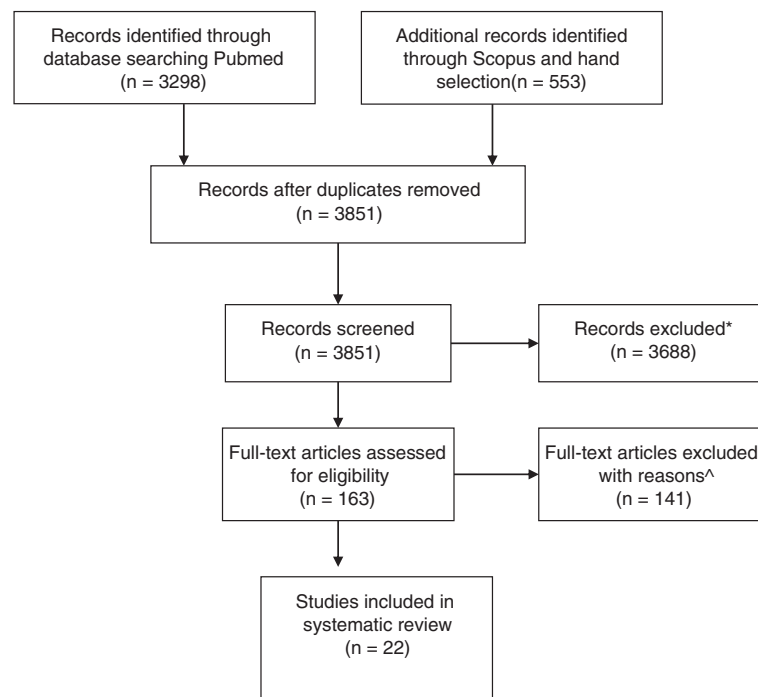 Records identified through
database searching Pubmed
(n = 3298)
Additional records identified
through Scopus and hand
selection(n = 553)
Records after duplicates removed
(n = 3851)
Records screened
(n = 3851)
Records excluded*
(n = 3688)
Full-text articles assessed
for eligibility
(n = 163)
Full-text articles excluded
with reasons^
(n = 141)
Studies included in
systematic review
(n = 22)